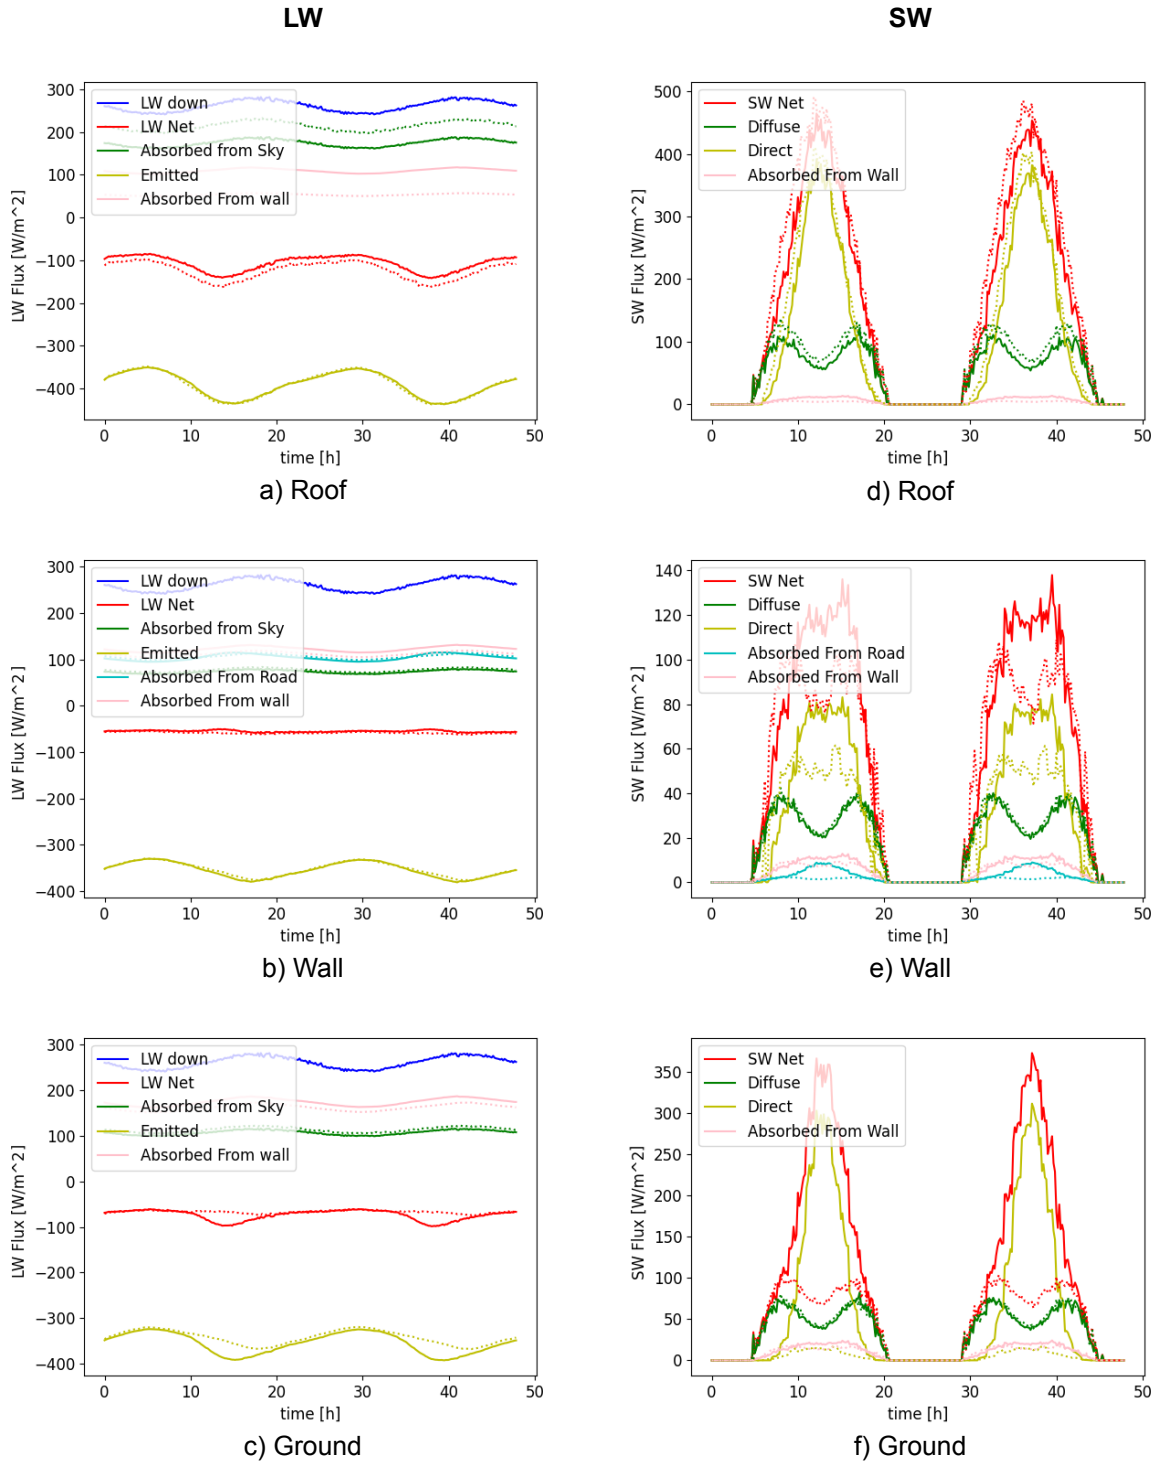 LW
SW
300
200
100
0
−100
−200
−300
−400
LW Flux [W/m^2]
LW down
LW Net
Absorbed from Sky
Emitted
Absorbed From wall
0 10 20 30 40 50
time [h]
a) Roof
500
400
300
200
100
0
SW Flux [W/m^2]
SW Net
Diffuse
Direct
Absorbed From Wall
0 10 20 30 40 50
time [h]
d) Roof
300
200
100
0
−100
−200
−300
−400
LW Flux [W/m^2]
LW down
LW Net
Absorbed from Sky
Emitted
Absorbed From Road
Absorbed From wall
0 10 20 30 40 50
time [h]
b) Wall
140
120
100
80
60
40
20
0
SW Flux [W/m^2]
SW Net
Diffuse
Direct
Absorbed From Road
Absorbed From Wall
0 10 20 30 40 50
time [h]
e) Wall
300
200
100
0
−100
−200
−300
−400
LW Flux [W/m^2]
LW down
LW Net
Absorbed from Sky
Emitted
Absorbed From wall
0 10 20 30 40 50
time [h]
c) Ground
350
300
250
200
150
100
50
0
SW Flux [W/m^2]
SW Net
Diffuse
Direct
Absorbed From Wall
0 10 20 30 40 50
time [h]
f) Ground